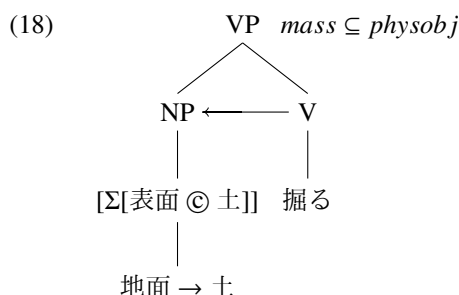 (18) VP mass ⊆ physobj
NP V
[Σ[表面 © 土]] 掘る
地面 → 土